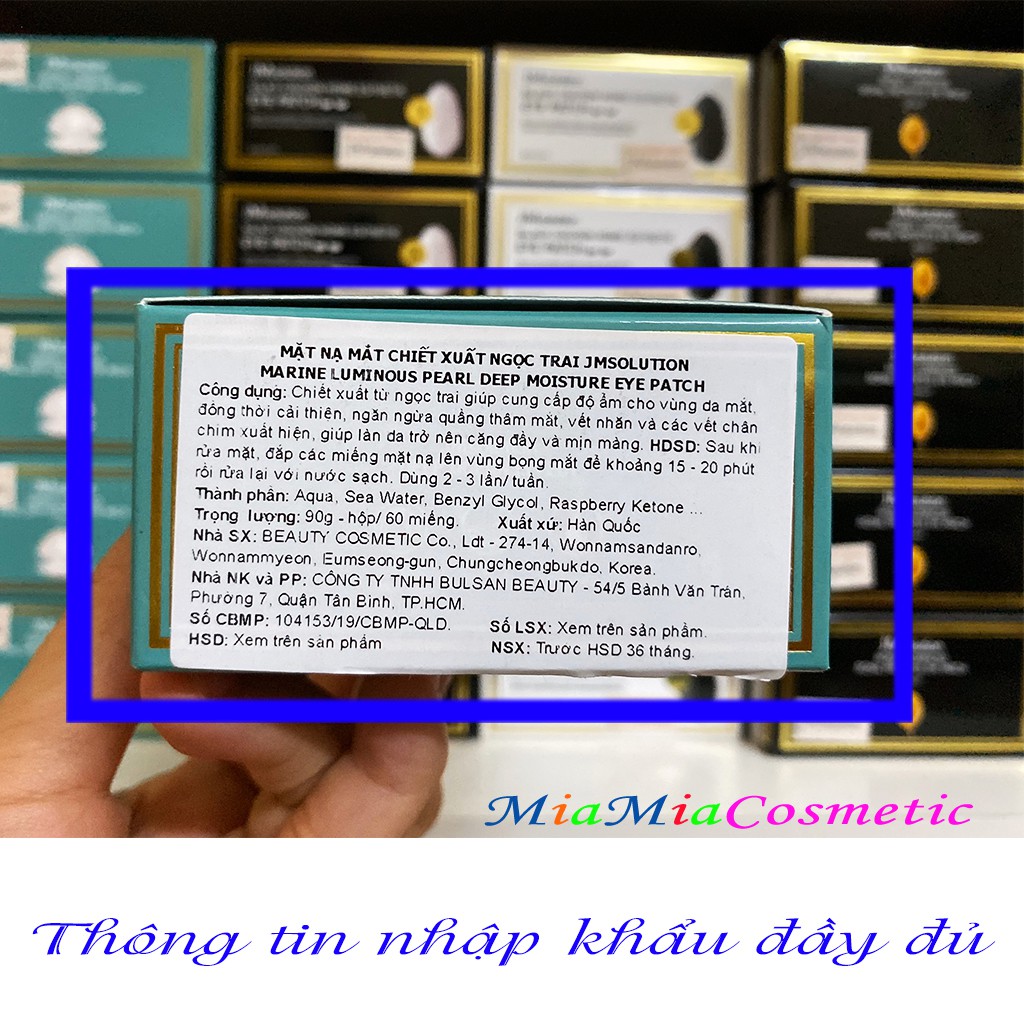 MẶT NẠ MẮT CHIẾT XUẤT NGỌC TRAI JMSOLUTION
MARINE LUMINOUS PEARL DEEP MOISTURE EYE PATCH
Công dụng: Chiết xuất từ ngọc trai giúp cung cấp độ ẩm cho vùng da mắt,
đồng thời cải thiện, ngăn ngừa quầng thâm mắt, vết nhăn và các vết chân
chim xuất hiện, giúp làn da trở nên căng đầy và mịn màng. HDSD: Sau khi
rửa mặt, đắp các miếng mặt nạ lên vùng bọng mắt để khoảng 15 - 20 phút
rồi rửa lại với nước sạch. Dùng 2 - 3 lần/ tuần.
Thành phần: Aqua, Sea Water, Benzyl Glycol, Raspberry Ketone ...
Trọng lượng: 90g - hộp/ 60 miếng. Xuất xứ: Hàn Quốc
Nhà SX: BEAUTY COSMETIC Co., Ldt - 274-14, Wonnamsandanro,
Wonnammyeon, Eumseong-gun, Chungcheongbukdo, Korea.
Nhà NK và PP: CÔNG TY TNHH BULSAN BEAUTY - 54/5 Bành Văn Trân,
Phường 7, Quận Tân Bình, TP.HCM.
Số CBMP: 104153/19/CBMP-QLD. Số LSX: Xem trên sản phẩm.
HSD: Xem trên sản phẩm NSX: Trước HSD 36 tháng.
MiaMiaCosmetic
Thông tin nhập khẩu đầy đủ